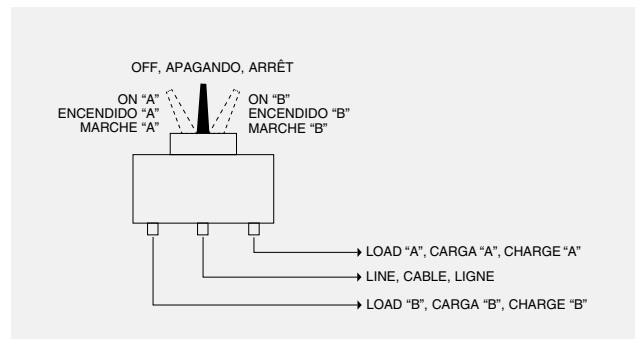 OFF, APAGANDO, ARRÊT
ON “A”
ENCENDIDO “A”
MARCHE “A”
ON “B”
ENCENDIDO “B”
MARCHE “B”
LOAD “A”, CARGA “A”, CHARGE “A”
LINE, CABLE, LIGNE
LOAD “B”, CARGA “B”, CHARGE “B”